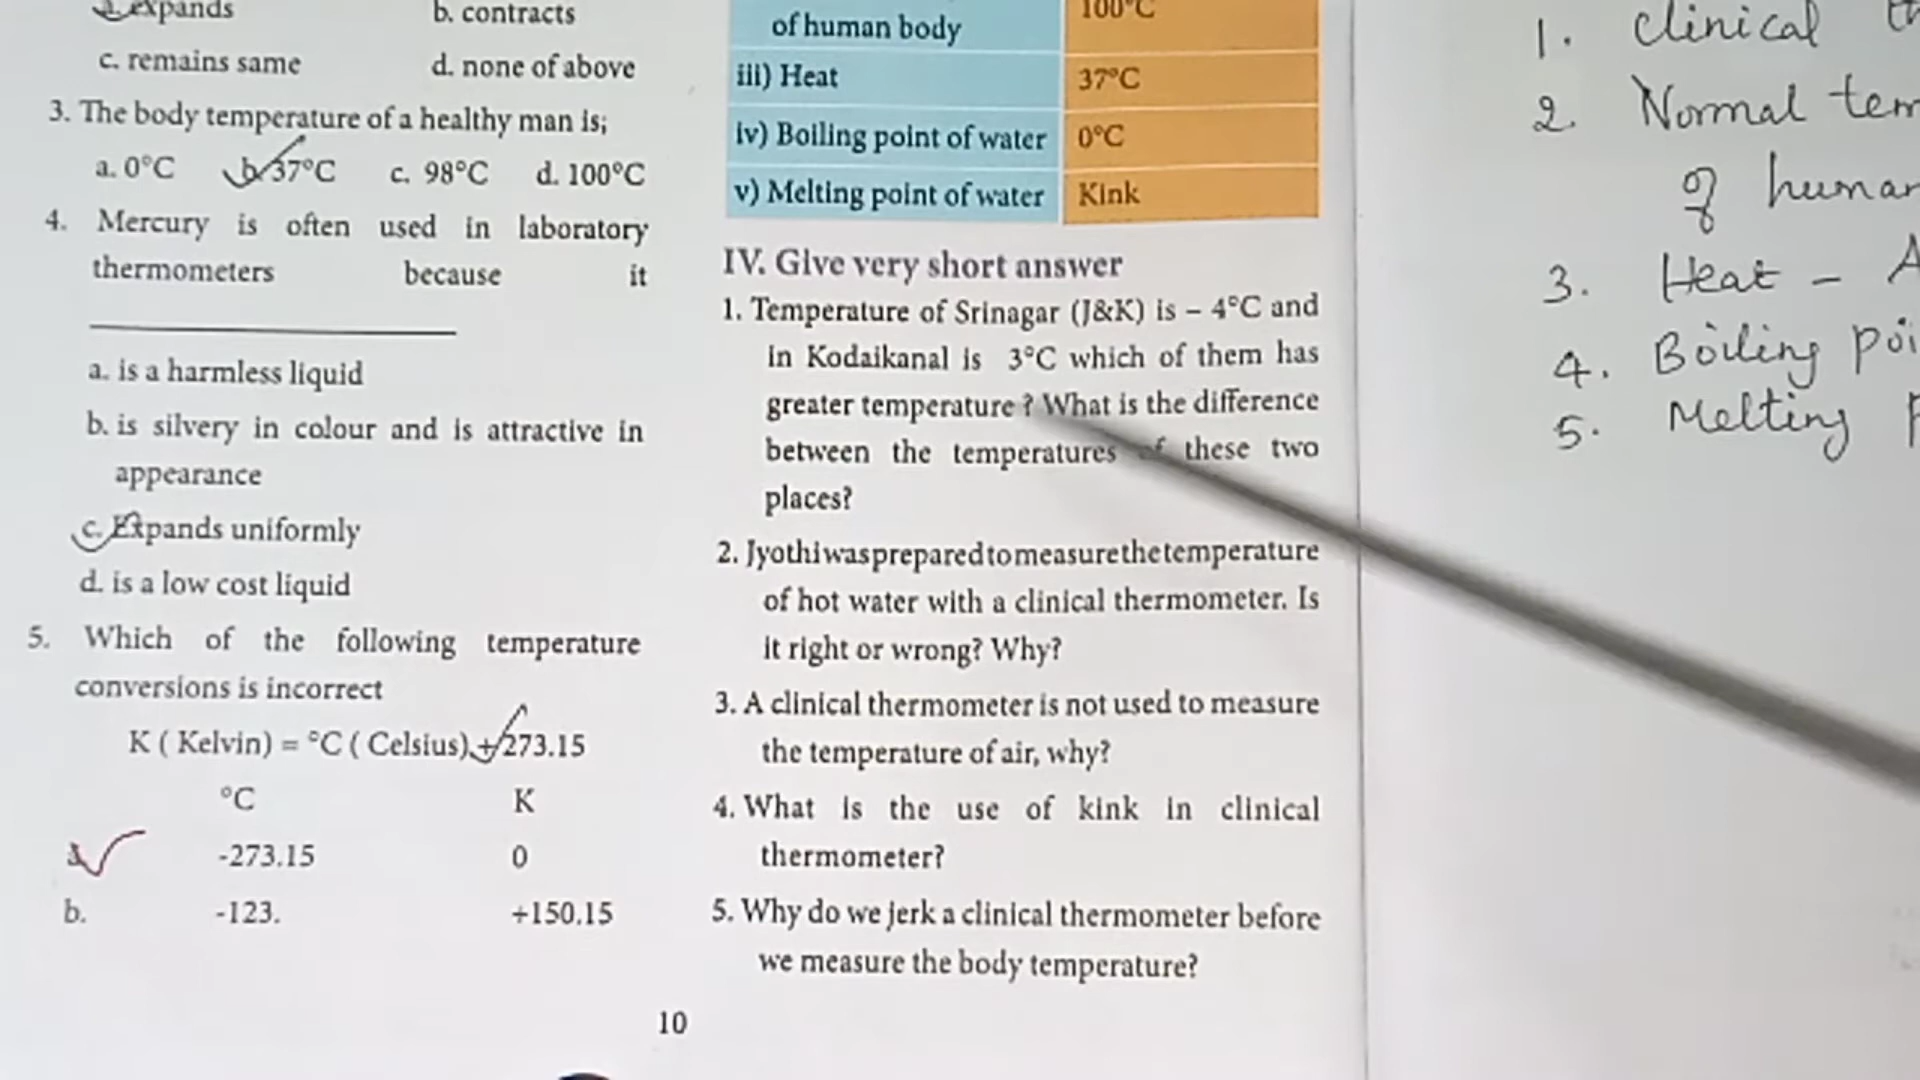 a. expands b. contracts
c. remains same d. none of above
3. The body temperature of a healthy man is;
a. 0°C b. 37°C c. 98°C d. 100°C
4. Mercury is often used in laboratory
thermometers because it
a. is a harmless liquid
b. is silvery in colour and is attractive in
appearance
c. Expands uniformly
d. is a low cost liquid
5. Which of the following temperature
conversions is incorrect
K ( Kelvin) = °C ( Celsius) + 273.15
°C K
-273.15 0
b. -123. +150.15
10
of human body 100°C
iii) Heat 37°C
iv) Boiling point of water 0°C
v) Melting point of water Kink
IV. Give very short answer
1. Temperature of Srinagar (J&K) is – 4°C and
in Kodaikanal is 3°C which of them has
greater temperature ? What is the difference
between the temperatures of these two
places?
2. Jyothi was prepared to measure the temperature
of hot water with a clinical thermometer. Is
it right or wrong? Why?
3. A clinical thermometer is not used to measure
the temperature of air, why?
4. What is the use of kink in clinical
thermometer?
5. Why do we jerk a clinical thermometer before
we measure the body temperature?
1. Clinical
2. Normal tem
of human
3. Heat - A
4. Boiling poi
5. Melting P